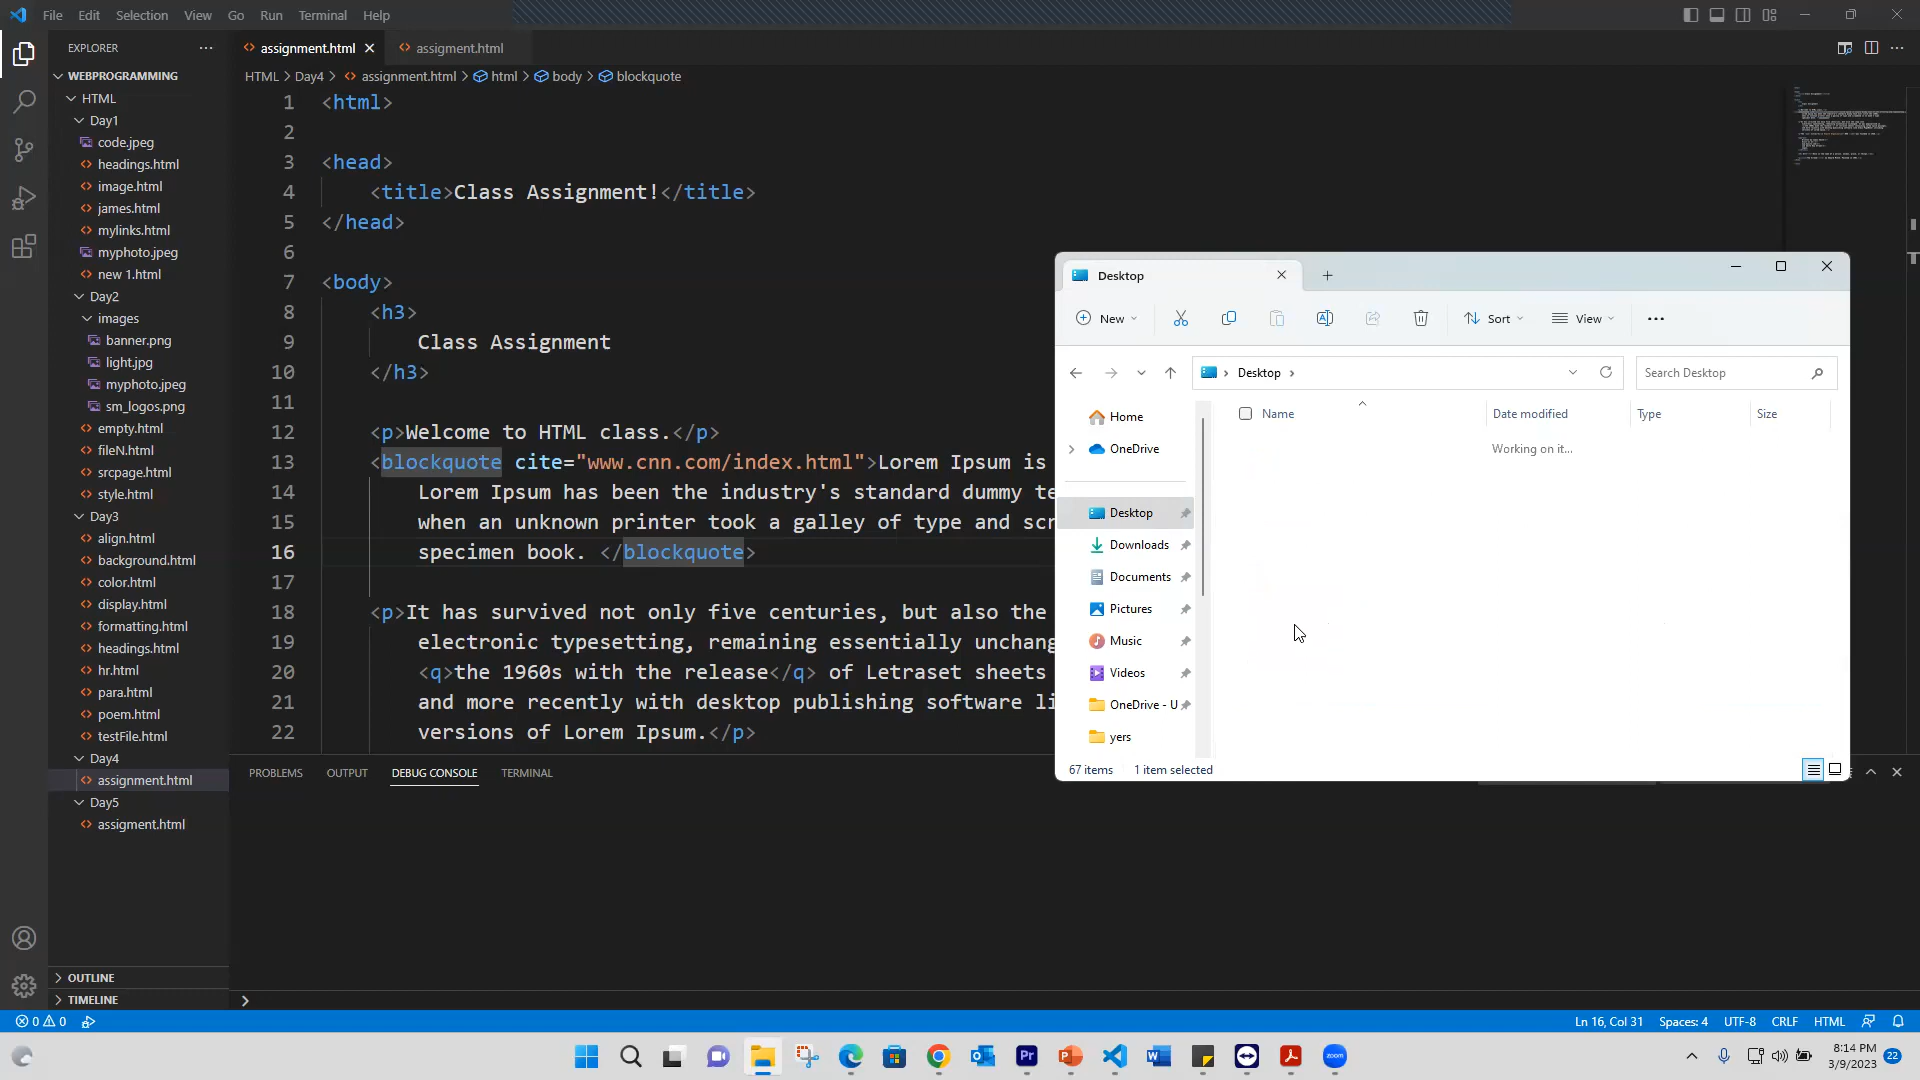 File Edit Selection View Go Run Terminal Help
EXPLORER
WEBPROGRAMMING
HTML
Day1
code.jpeg
headings.html
image.html
james.html
mylinks.html
myphoto.jpeg
new 1.html
Day2
images
banner.png
light.jpg
myphoto.jpeg
sm_logos.png
empty.html
fileN.html
srcpage.html
style.html
Day3
align.html
background.html
color.html
display.html
formatting.html
headings.html
hr.html
para.html
poem.html
testFile.html
Day4
assignment.html
Day5
assigment.html
OUTLINE
TIMELINE
assignment.html assigment.html
HTML > Day4 > assignment.html > html > body > blockquote
1 <html>
2
3 <head>
4 <title>Class Assignment!</title>
5 </head>
6
7 <body>
8 <h3>
9 Class Assignment
10 </h3>
11
12 <p>Welcome to HTML class.</p>
13 <blockquote cite="www.cnn.com/index.html">Lorem Ipsum is
14 Lorem Ipsum has been the industry's standard dummy te
15 when an unknown printer took a galley of type and scr
16 specimen book. </blockquote>
17
18 <p>It has survived not only five centuries, but also the
19 electronic typesetting, remaining essentially unchang
20 <q>the 1960s with the release</q> of Letraset sheets
21 and more recently with desktop publishing software li
22 versions of Lorem Ipsum.</p>
PROBLEMS OUTPUT DEBUG CONSOLE TERMINAL
Desktop
New Sort View
Desktop Search Desktop
Home
OneDrive
Desktop
Downloads
Documents
Pictures
Music
Videos
OneDrive - U
yers
Name Date modified Type Size
Working on it...
67 items 1 item selected
0 0 Ln 16, Col 31 Spaces: 4 UTF-8 CRLF HTML
Pr zoom
8:14 PM
3/9/2023 22